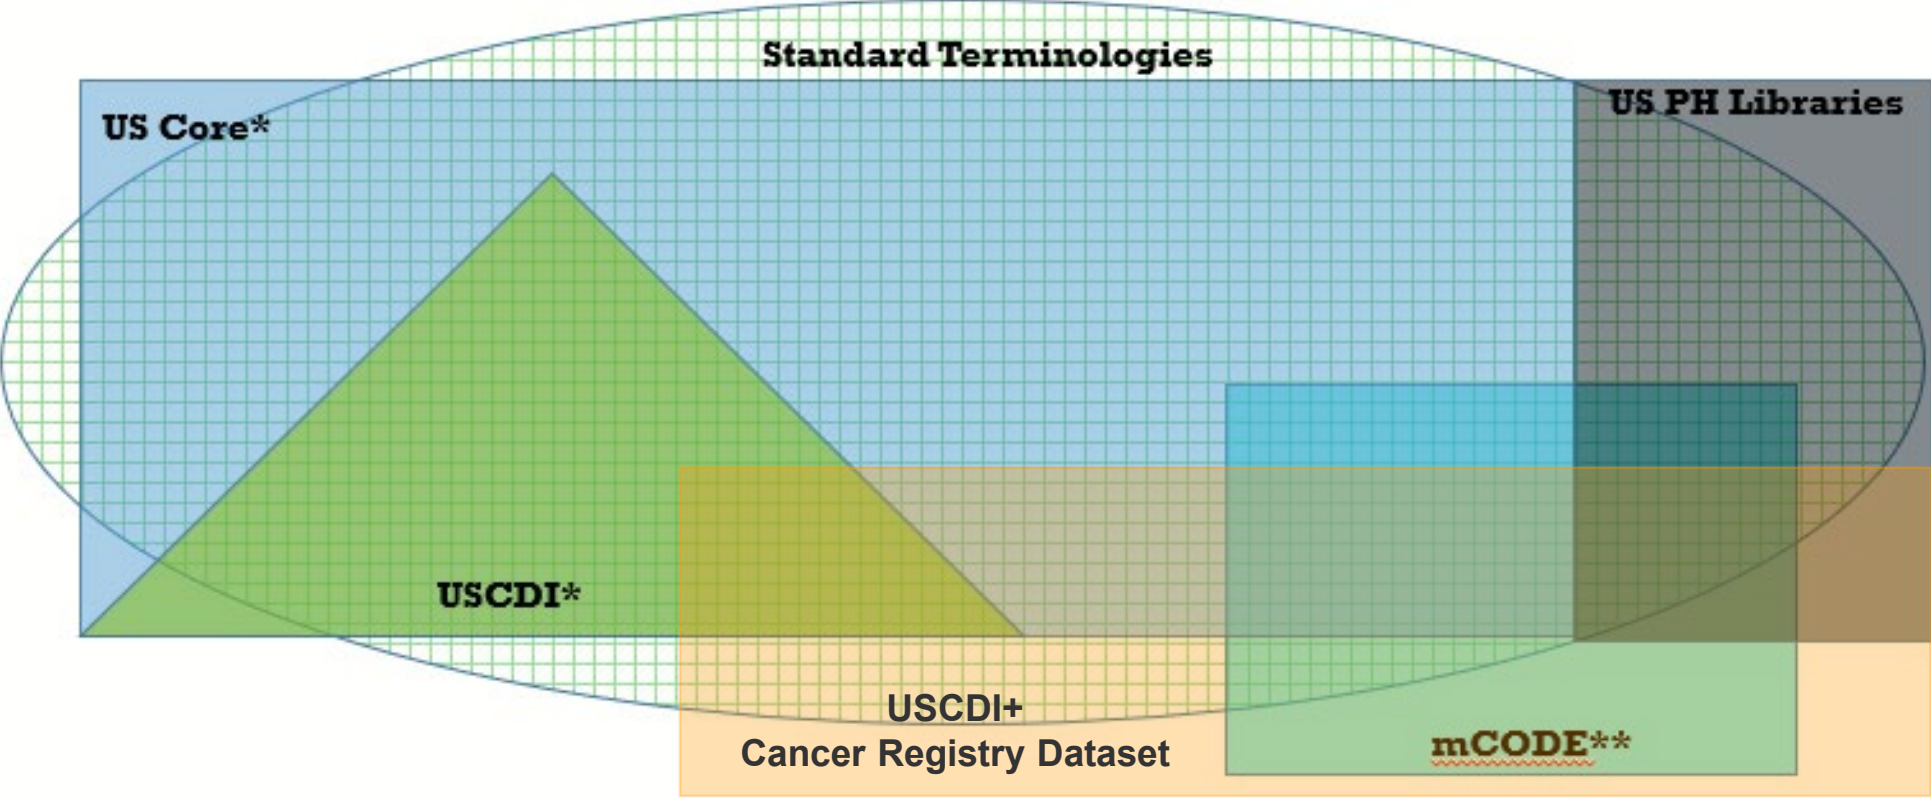 Standard Terminologies
US Core*
US PH Libraries
USCDI*
USCDI+
Cancer Registry Dataset
mCODE**